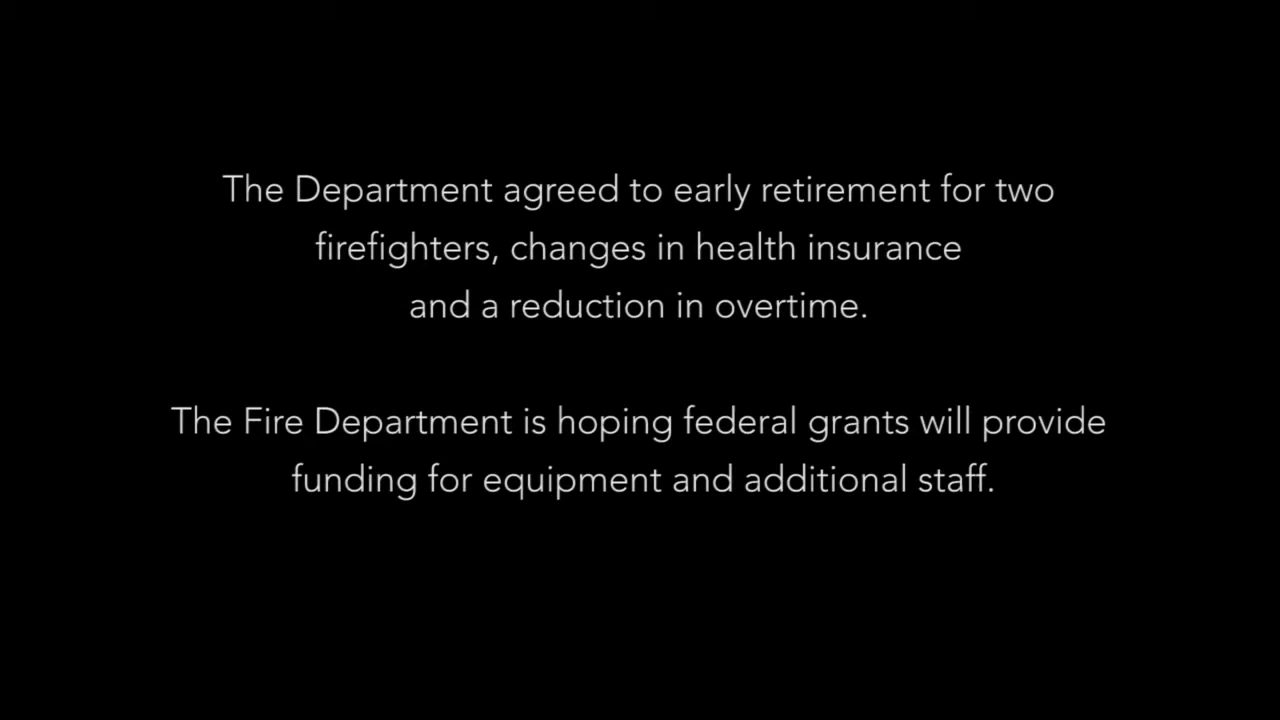 The Department agreed to early retirement for two
firefighters, changes in health insurance
and a reduction in overtime.
The Fire Department is hoping federal grants will provide
funding for equipment and additional staff.